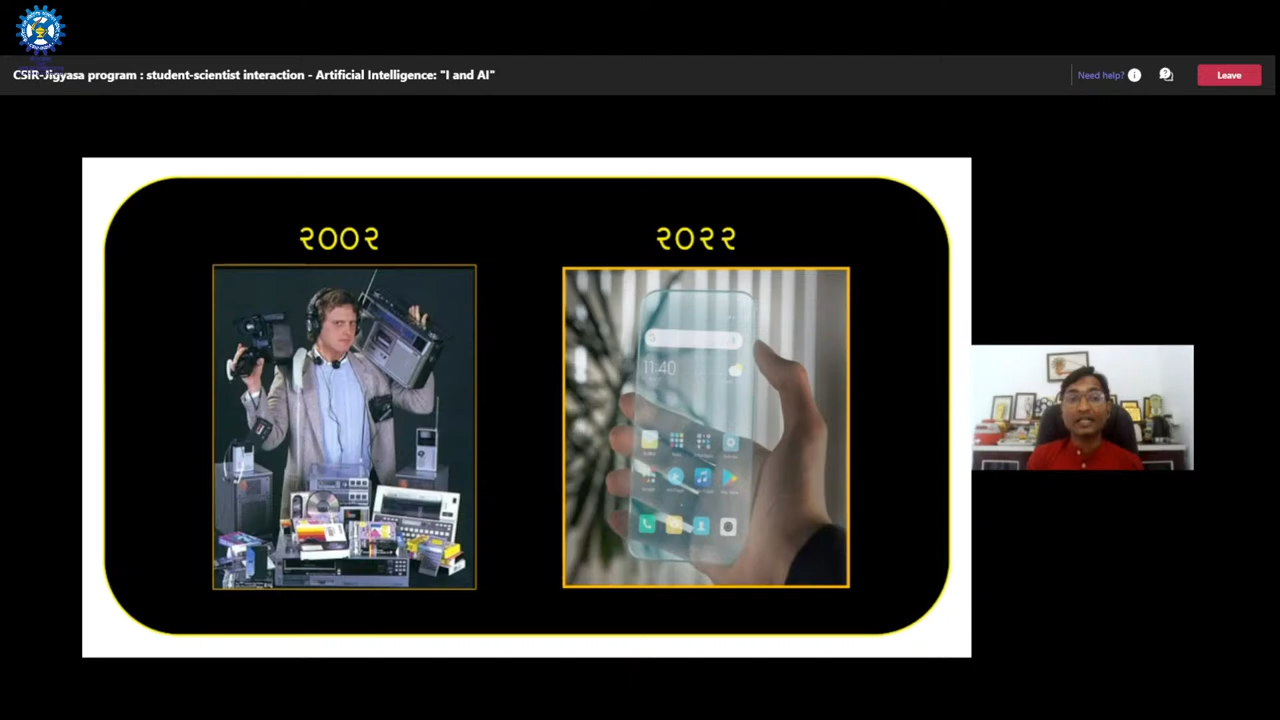 CSIR-Jigyasa program : student-scientist interaction - Artificial Intelligence: "I and AI"
Need help?
Leave
२००२
२०२२
11:40